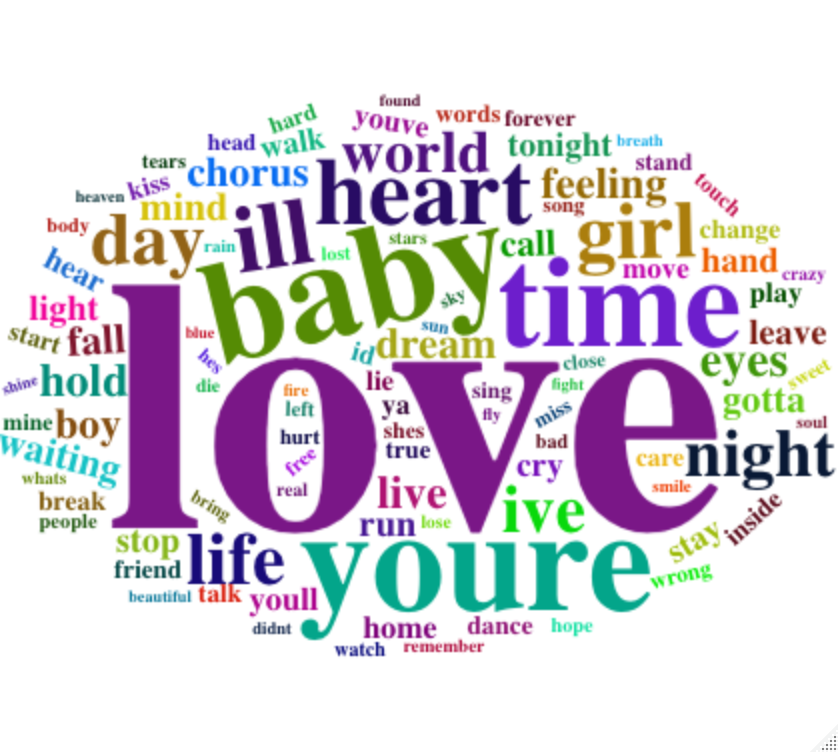 found
hard
youve
words
forever
head
walk
world
tonight
breath
tears
chorus
heart
stand
heaven
kiss
feeling
touch
mind
song
body
day
rain
ill
lost
stars
call
girl
change
hear
baby
move
hand
crazy
light
sky
time
play
start
fall
blue
sun
leave
hes
id
dream
close
eyes
sweet
shine
hold
die
fire
lie
sing
fight
gotta
mine
boy
left
ya
fly
miss
soul
waiting
love
hurt
shes
true
bad
care
night
whats
free
cry
smile
break
real
live
people
bring
run
lose
ive
stay
inside
stop
life
youre
friend
wrong
beautiful
talk
youll
didnt
home
dance
hope
watch
remember